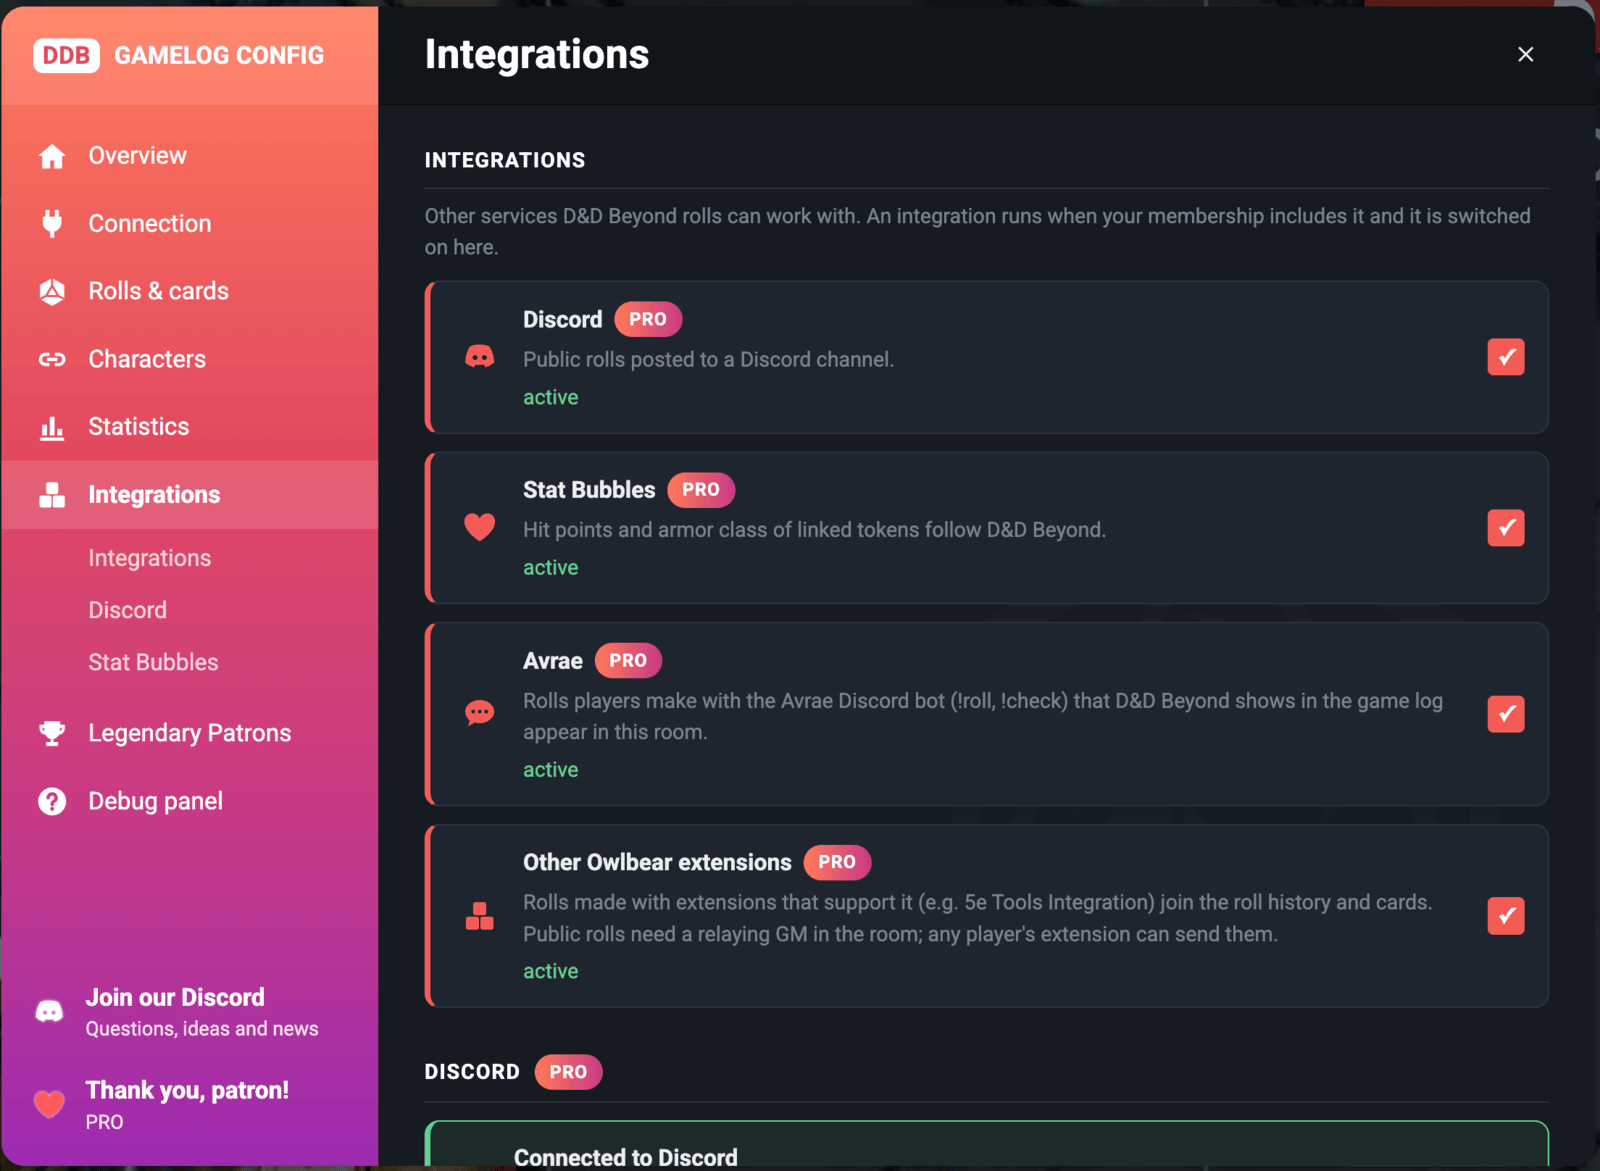 DDB GAMELOG CONFIG
Overview
Connection
Rolls & cards
Characters
Statistics
Integrations
Integrations
Discord
Stat Bubbles
Legendary Patrons
Debug panel
Join our Discord
Questions, ideas and news
Thank you, patron!
PRO
Integrations
INTEGRATIONS
Other services D&D Beyond rolls can work with. An integration runs when your membership includes it and it is switched
on here.
Discord PRO
Public rolls posted to a Discord channel.
active
Stat Bubbles PRO
Hit points and armor class of linked tokens follow D&D Beyond.
active
Avrae PRO
Rolls players make with the Avrae Discord bot (!roll, !check) that D&D Beyond shows in the game log
appear in this room.
active
Other Owlbear extensions PRO
Rolls made with extensions that support it (e.g. 5e Tools Integration) join the roll history and cards.
Public rolls need a relaying GM in the room; any player's extension can send them.
active
DISCORD PRO
Connected to Discord